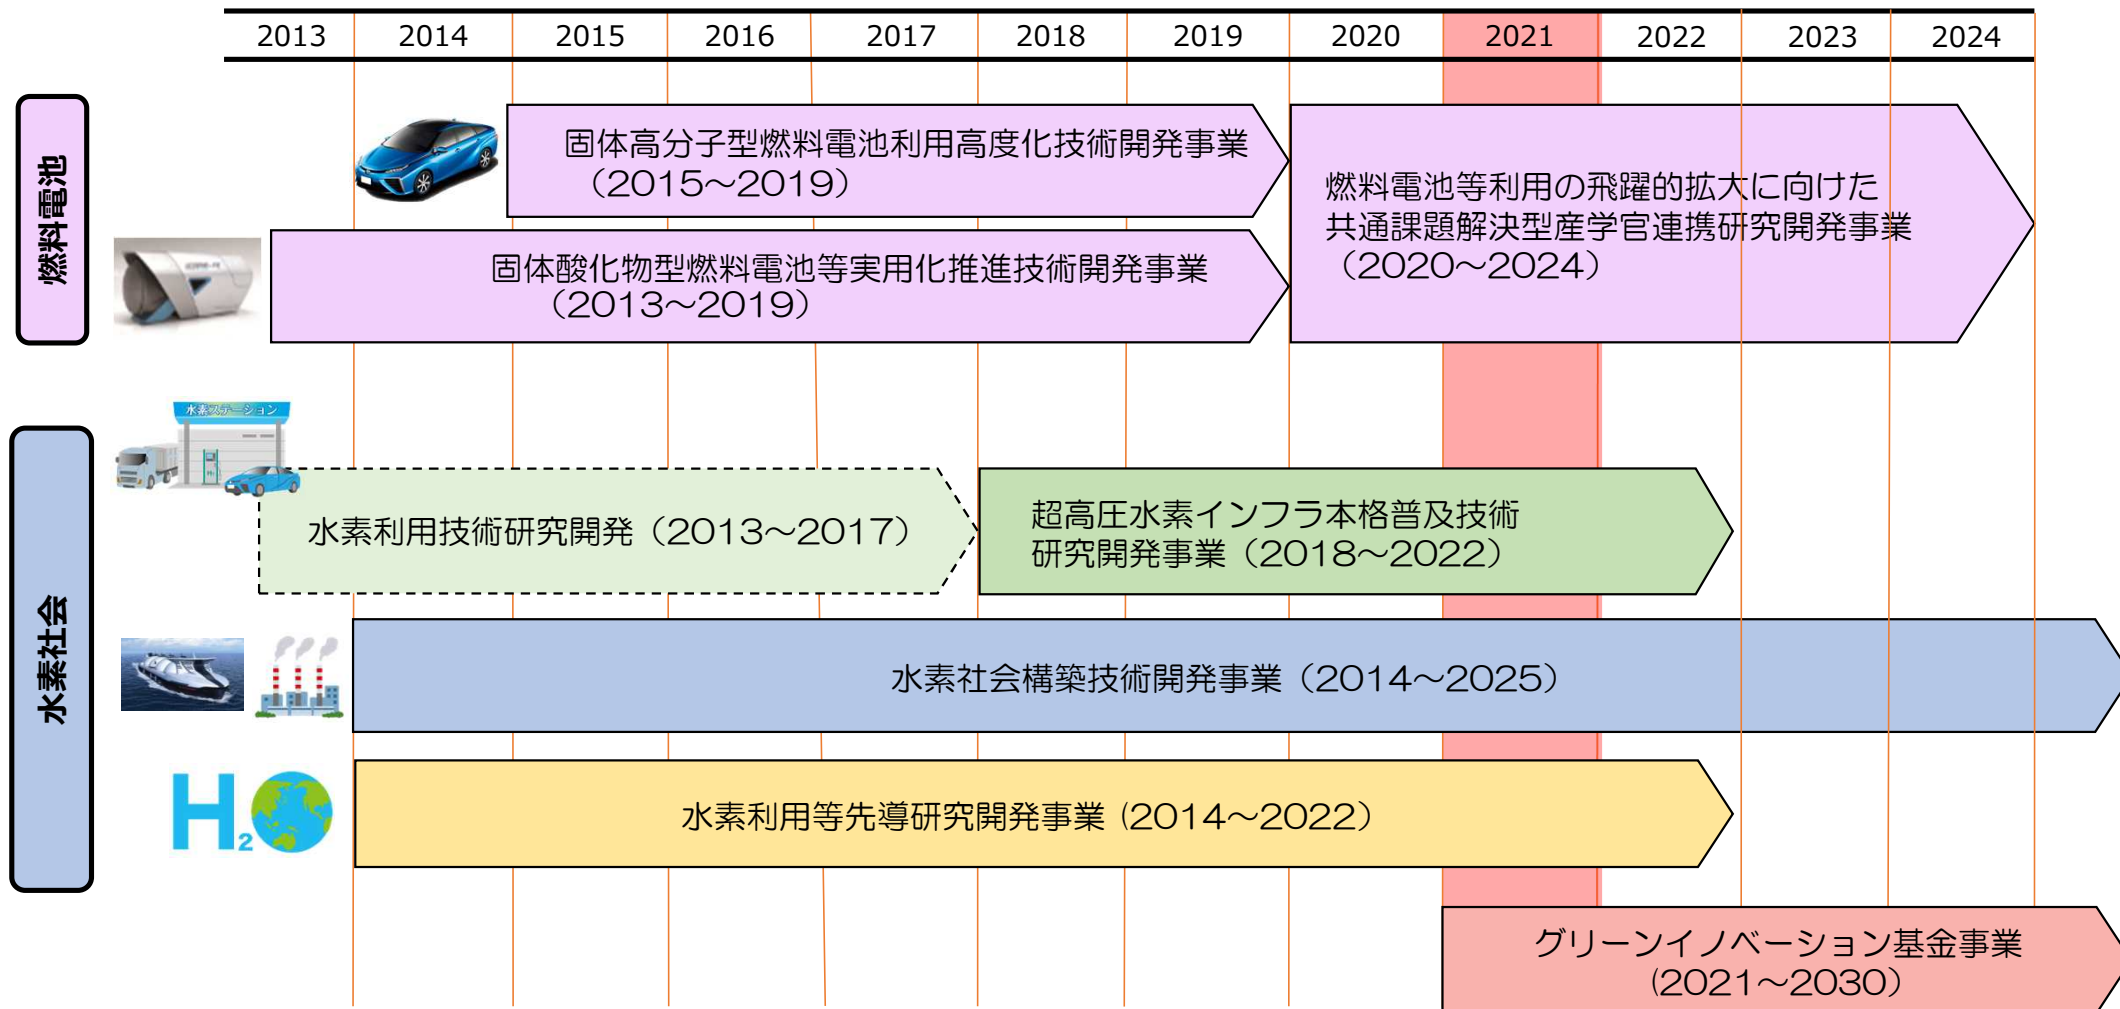 2013 2014 2015 2016 2017 2018 2019 2020 2021 2022 2023 2024
燃料電池
固体高分子型燃料電池利用高度化技術開発事業
（2015～2019）
固体酸化物型燃料電池等実用化推進技術開発事業
（2013～2019）
燃料電池等利用の飛躍的拡大に向けた
共通課題解決型産学官連携研究開発事業
（2020～2024）
水素社会
水素ステーション
水素利用技術研究開発（2013～2017）
超高圧水素インフラ本格普及技術
研究開発事業（2018～2022）
水素社会構築技術開発事業（2014～2025）
H2
水素利用等先導研究開発事業 (2014～2022）
グリーンイノベーション基金事業
(2021～2030）